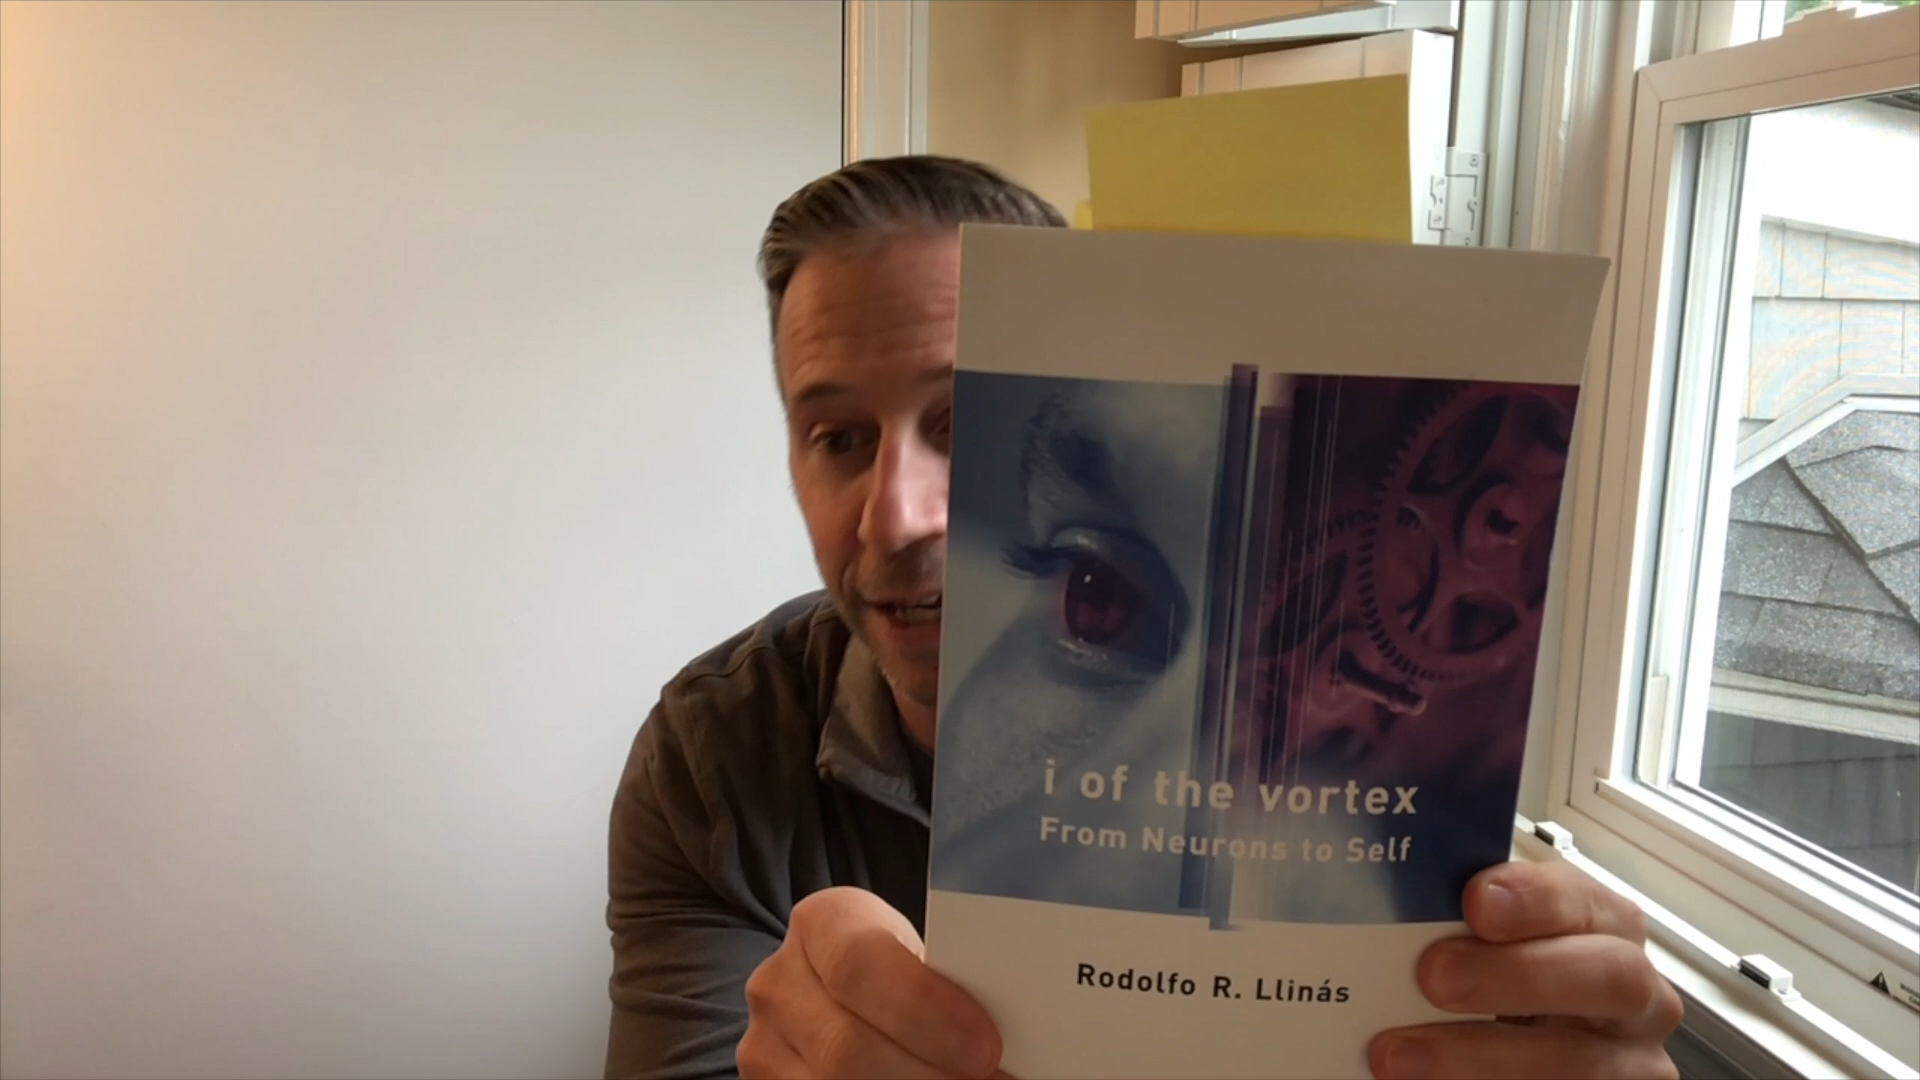 i of the vortex
From Neurons to Self
Rodolfo R. Llinás